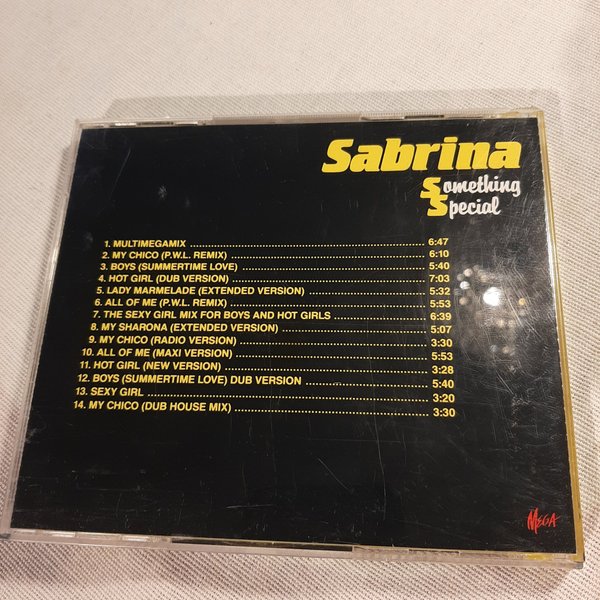 Sabrina
Something
Special
1. MULTIMEGAMIX 6:47
2. MY CHICO (P.W.L. REMIX) 6:10
3. BOYS (SUMMERTIME LOVE) 5:40
4. HOT GIRL (DUB VERSION) 7:03
5. LADY MARMELADE (EXTENDED VERSION) 5:32
6. ALL OF ME (P.W.L. REMIX) 5:53
7. THE SEXY GIRL MIX FOR BOYS AND HOT GIRLS 6:39
8. MY SHARONA (EXTENDED VERSION) 5:07
9. MY CHICO (RADIO VERSION) 3:30
10. ALL OF ME (MAXI VERSION) 5:53
11. HOT GIRL (NEW VERSION) 3:28
12. BOYS (SUMMERTIME LOVE) DUB VERSION 5:40
13. SEXY GIRL 3:20
14. MY CHICO (DUB HOUSE MIX) 3:30
MEGA